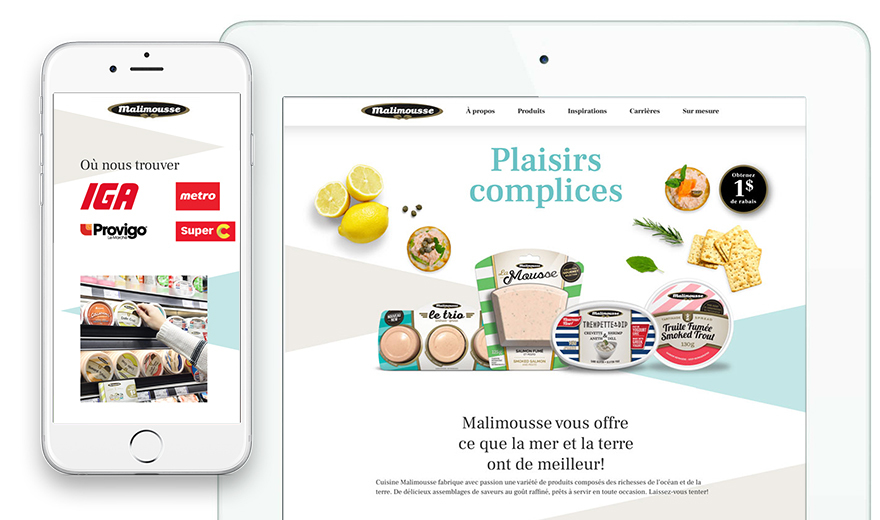 Malimousse
Où nous trouver
IGA
metro
Provigo
Le Marché
Super C
Malimousse
À propos
Produits
Inspirations
Carrières
Sur mesure
Plaisirs
complices
Obtenez
1$
de rabais
Malimousse
La
Mousse
Malimousse
le trio
SAUMON FUMÉ
SMOKED SALMON
Malimousse
TREMPETTE & DIP
CREVETTE & SHRIMP
ANETH DILL
Malimousse
TARTINADE SPREAD
Truite Fumée
Smoked Trout
130g
Malimousse vous offre
ce que la mer et la terre
ont de meilleur!
Cuisine Malimousse fabrique avec passion une variété de produits composés des richesses de l'océan et de la
terre. De délicieux assemblages de saveurs au goût raffiné, prêts à servir en toute occasion. Laissez-vous tenter!